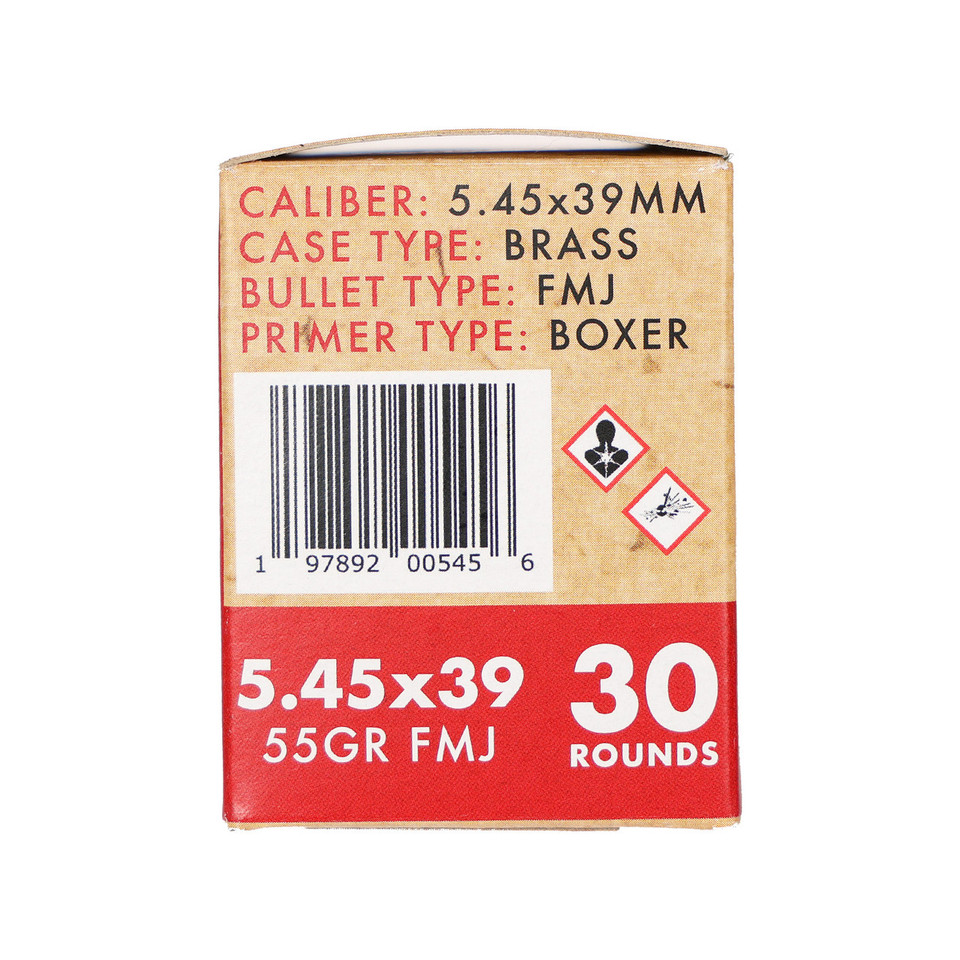 CALIBER: 5.45x39MM
CASE TYPE: BRASS
BULLET TYPE: FMJ
PRIMER TYPE: BOXER
1 97892 00545 6
5.45x39
55GR FMJ
30
ROUNDS